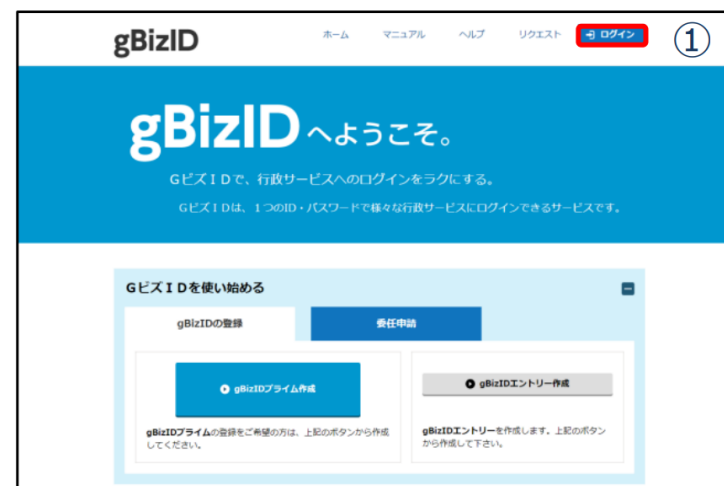 gBizID
ホーム マニュアル ヘルプ リクエスト ログイン ①
gBizIDへようこそ。
GビズIDで、行政サービスへのログインをラクにする。
GビズIDは、1つのID・パスワードで様々な行政サービスにログインできるサービスです。
GビズIDを使い始める
gBizIDの登録 委任申請
gBizIDプライム作成
gBizIDプライムの登録をご希望の方は、上記のボタンから作成
してください。
gBizIDエントリー作成
gBizIDエントリーを作成します。上記のボタン
から作成して下さい。